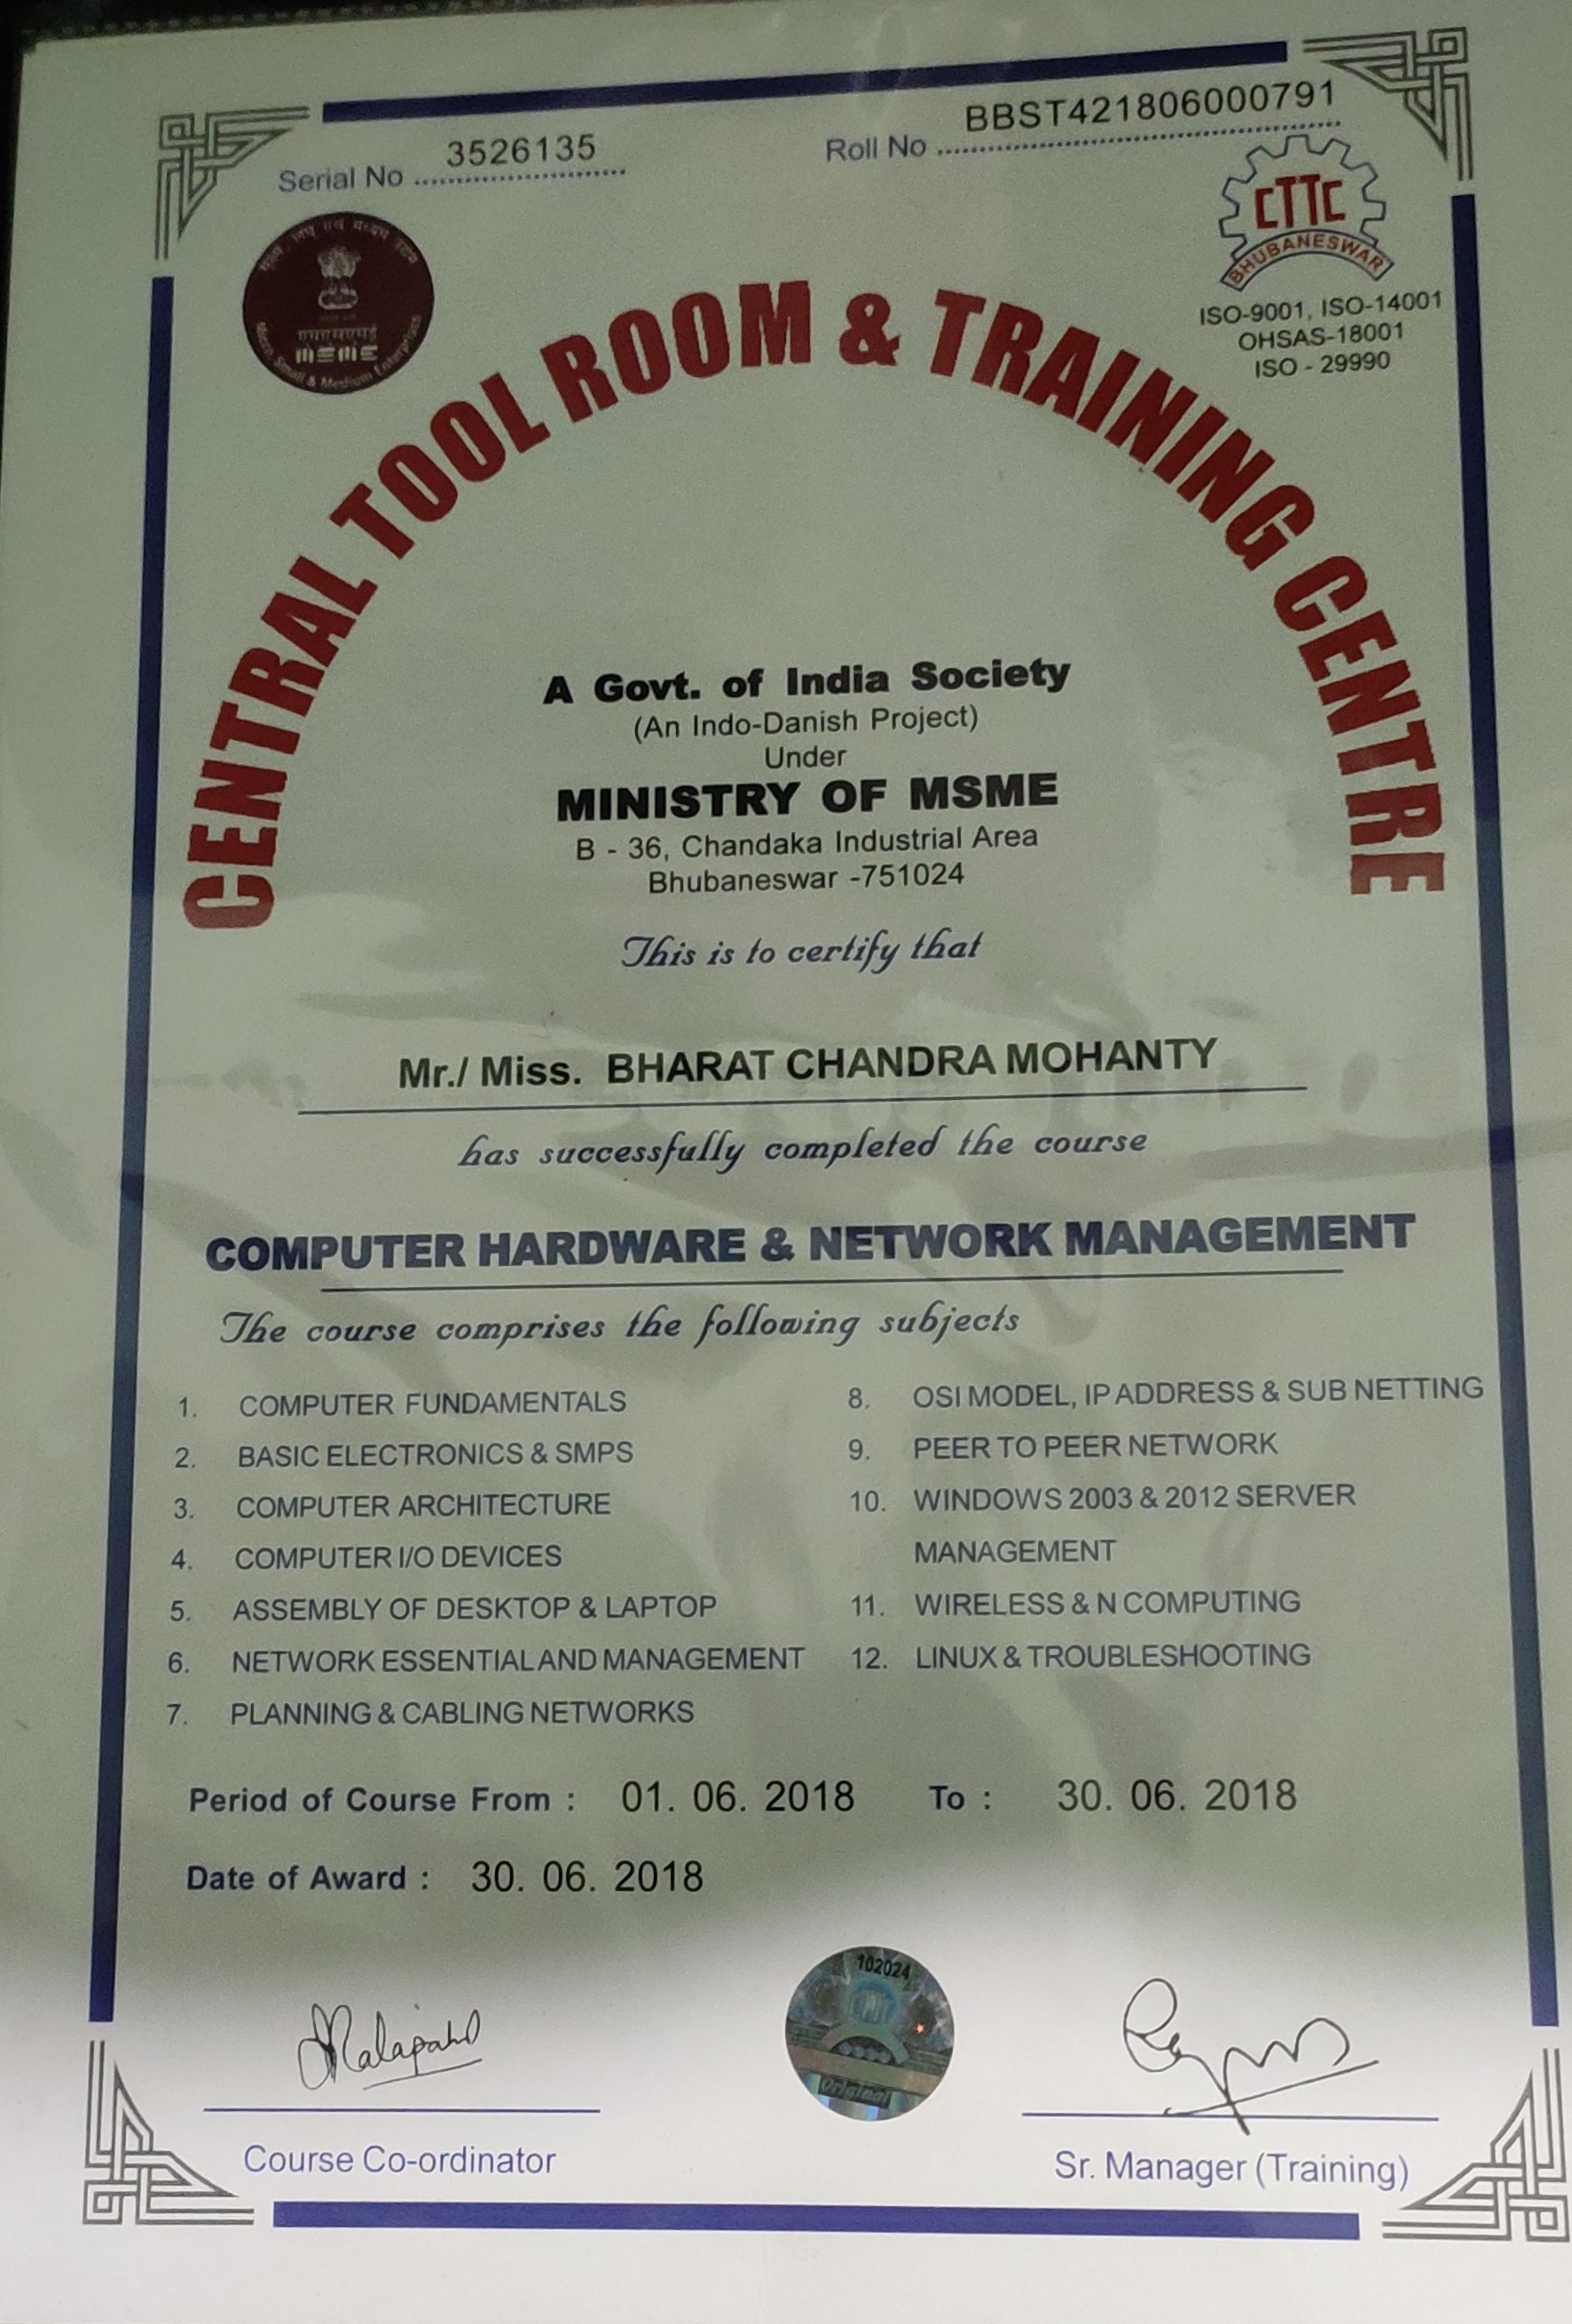 Serial No 3526135
Roll No BBST421806000791
MSME
Micro, Small & Medium Enterprises
CTTC
BHUBANESWAR
ISO-9001, ISO-14001
OHSAS-18001
ISO - 29990
CENTRAL TOOL ROOM & TRAINING CENTRE
A Govt. of India Society
(An Indo-Danish Project)
Under
MINISTRY OF MSME
B - 36, Chandaka Industrial Area
Bhubaneswar -751024
This is to certify that
Mr./ Miss. BHARAT CHANDRA MOHANTY
has successfully completed the course
COMPUTER HARDWARE & NETWORK MANAGEMENT
The course comprises the following subjects
1. COMPUTER FUNDAMENTALS
2. BASIC ELECTRONICS & SMPS
3. COMPUTER ARCHITECTURE
4. COMPUTER I/O DEVICES
5. ASSEMBLY OF DESKTOP & LAPTOP
6. NETWORK ESSENTIAL AND MANAGEMENT
7. PLANNING & CABLING NETWORKS
8. OSI MODEL, IP ADDRESS & SUB NETTING
9. PEER TO PEER NETWORK
10. WINDOWS 2003 & 2012 SERVER
MANAGEMENT
11. WIRELESS & N COMPUTING
12. LINUX & TROUBLESHOOTING
Period of Course From : 01. 06. 2018 To : 30. 06. 2018
Date of Award : 30. 06. 2018
102024
Original
Course Co-ordinator
Sr. Manager (Training)